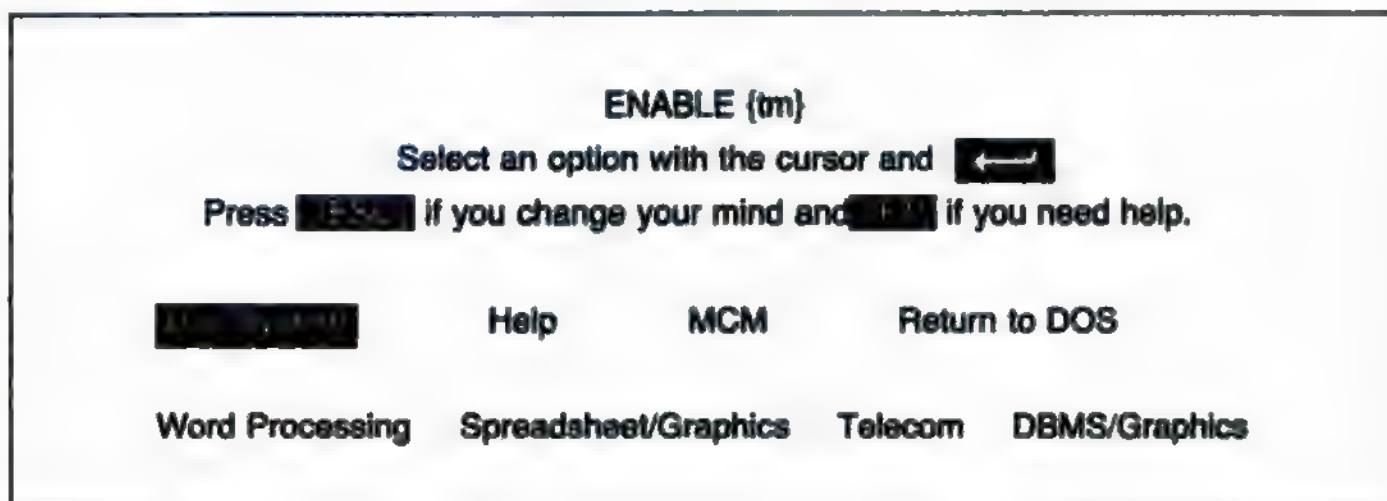 ENABLE {tm}
Select an option with the cursor and ←
Press if you change your mind and if you need help.
Help MCM Return to DOS
Word Processing Spreadsheet/Graphics Telecom DBMS/Graphics